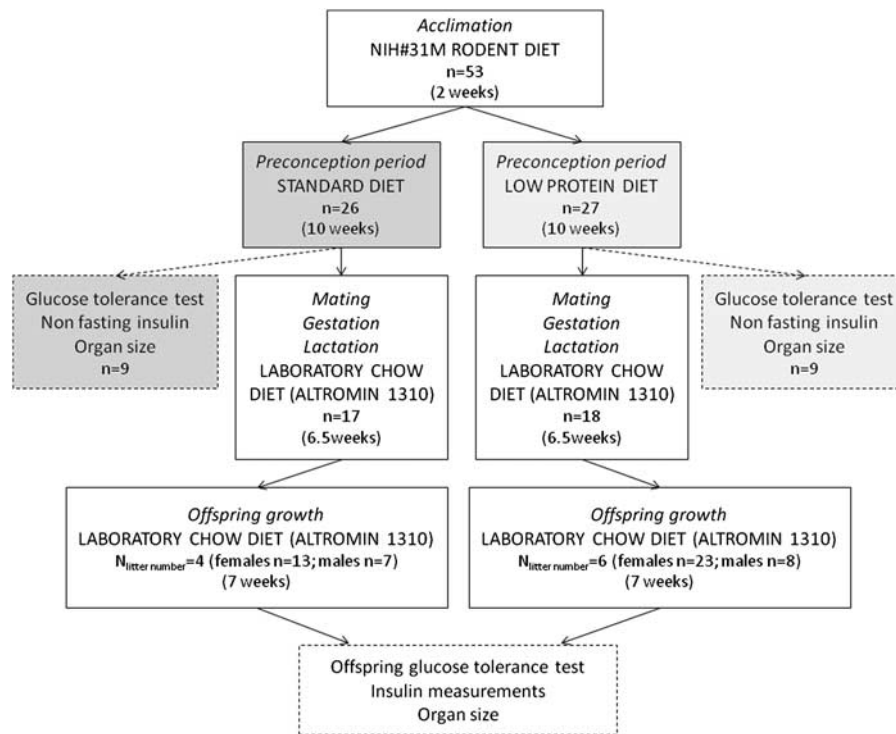 Acclimation
NIH#31M RODENT DIET
n=53
(2 weeks)
Preconception period
STANDARD DIET
n=26
(10 weeks)
Preconception period
LOW PROTEIN DIET
n=27
(10 weeks)
Glucose tolerance test
Non fasting insulin
Organ size
n=9
Mating
Gestation
Lactation
LABORATORY CHOW
DIET (ALTROMIN 1310)
n=17
(6.5weeks)
Mating
Gestation
Lactation
LABORATORY CHOW
DIET (ALTROMIN 1310)
n=18
(6.5weeks)
Glucose tolerance test
Non fasting insulin
Organ size
n=9
Offspring growth
LABORATORY CHOW DIET (ALTROMIN 1310)
Nlitter number=4 (females n=13; males n=7)
(7 weeks)
Offspring growth
LABORATORY CHOW DIET (ALTROMIN 1310)
Nlitter number=6 (females n=23; males n=8)
(7 weeks)
Offspring glucose tolerance test
Insulin measurements
Organ size